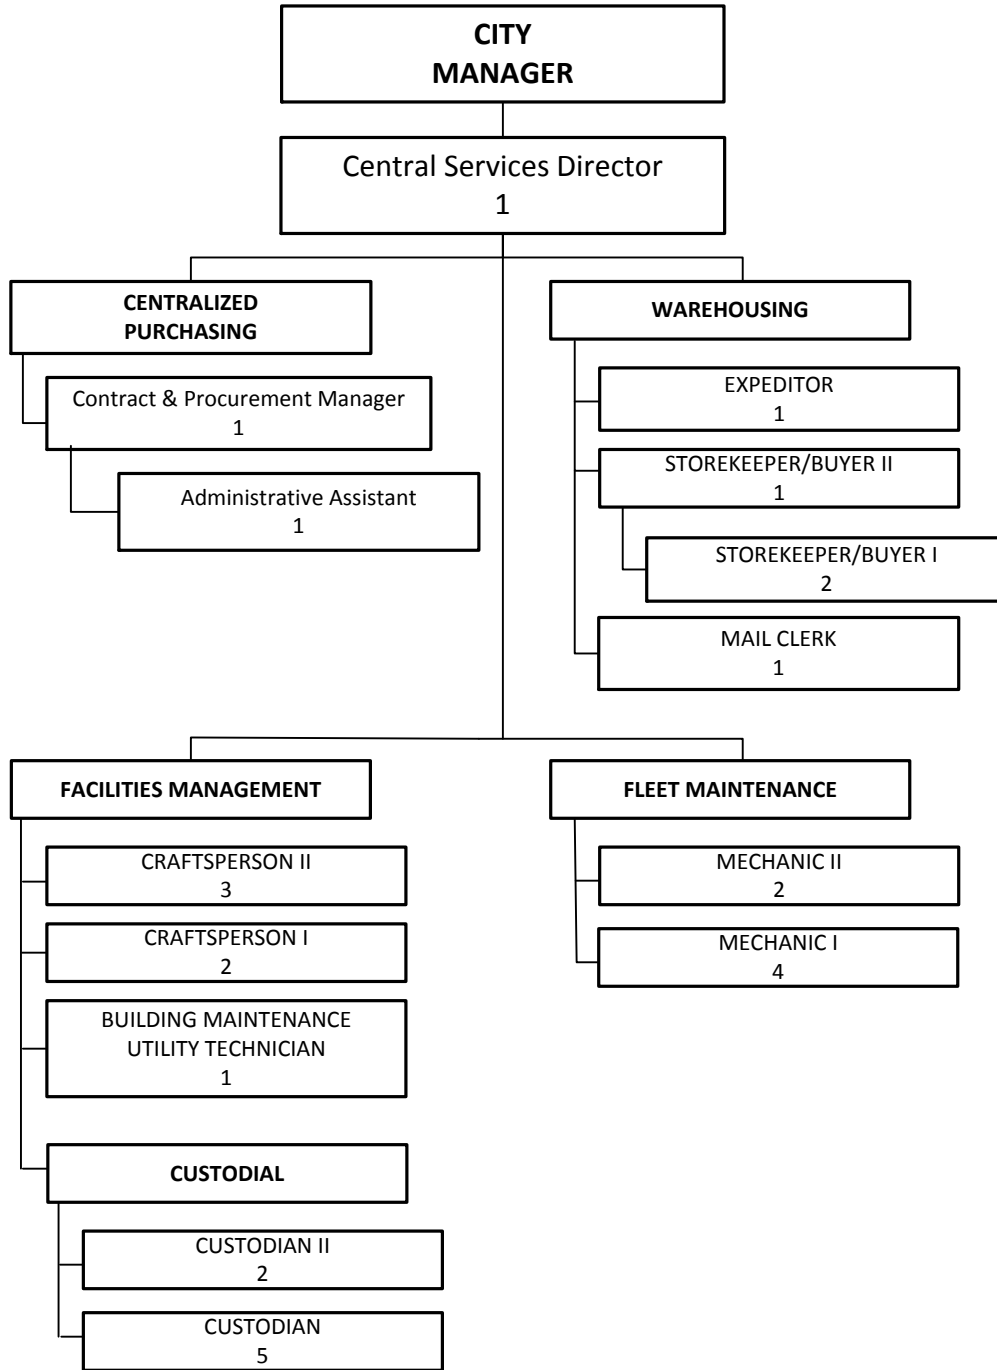 CITY
MANAGER
Central Services Director
1
CENTRALIZED
PURCHASING
Contract & Procurement Manager
1
Administrative Assistant
1
WAREHOUSING
EXPEDITOR
1
STOREKEEPER/BUYER II
1
STOREKEEPER/BUYER I
2
MAIL CLERK
1
FACILITIES MANAGEMENT
CRAFTSPERSON II
3
CRAFTSPERSON I
2
BUILDING MAINTENANCE
UTILITY TECHNICIAN
1
CUSTODIAL
CUSTODIAN II
2
CUSTODIAN
5
FLEET MAINTENANCE
MECHANIC II
2
MECHANIC I
4